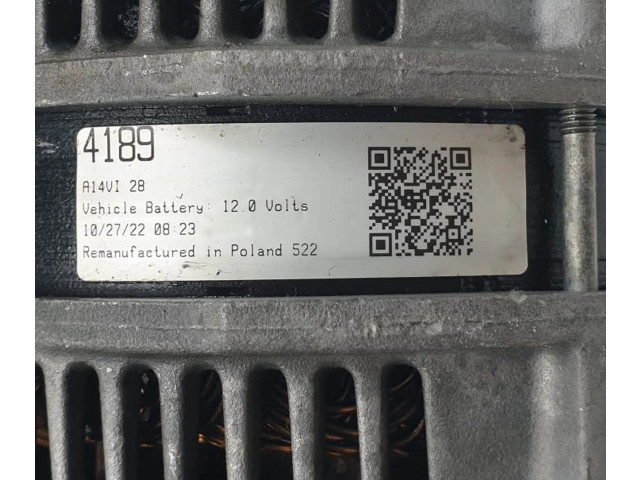 4189
A14VI 28
Vehicle Battery: 12.0 Volts
10/27/22 08:23
Remanufactured in Poland 522